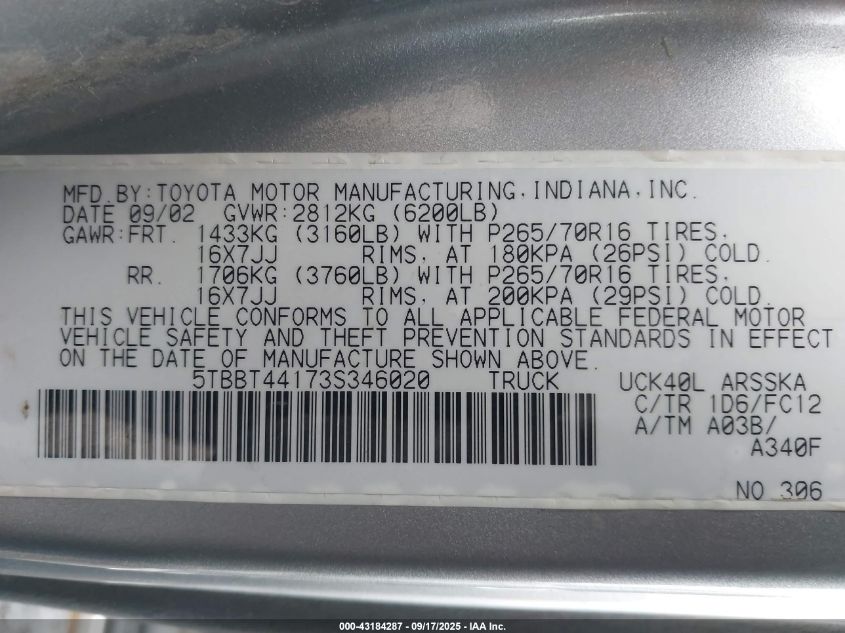 MFD.BY:TOYOTA MOTOR MANUFACTURING,INDIANA,INC.
DATE 09/02 GVWR:2812KG (6200LB)
GAWR:FRT. 1433KG (3160LB) WITH P265/70R16 TIRES,
16X7JJ RIMS, AT 180KPA (26PSI) COLD.
RR. 1706KG (3760LB) WITH P265/70R16 TIRES,
16X7JJ RIMS, AT 200KPA (29PSI) COLD.
THIS VEHICLE CONFORMS TO ALL APPLICABLE FEDERAL MOTOR
VEHICLE SAFETY AND THEFT PREVENTION STANDARDS IN EFFECT
ON THE DATE OF MANUFACTURE SHOWN ABOVE.
5TBBT44173S346020 TRUCK UCK40L ARSSKA
C/TR 1D6/FC12
A/TM A03B/
A340F
NO 306
000-43184287 - 09/17/2025 - IAA Inc.